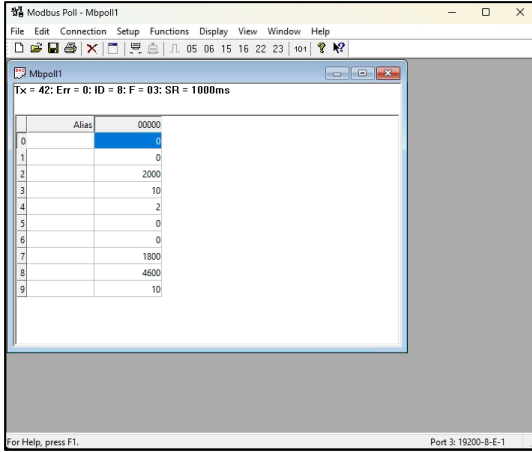 Modbus Poll - Mbpoll1
File Edit Connection Setup Functions Display View Window Help
05 06 15 16 22 23 101
Mbpoll1
Tx = 42: Err = 0: ID = 8: F = 03: SR = 1000ms
Alias 00000
0 0
1 0
2 2000
3 10
4 2
5 0
6 0
7 1800
8 4600
9 10
For Help, press F1. Port 3: 19200-8-E-1